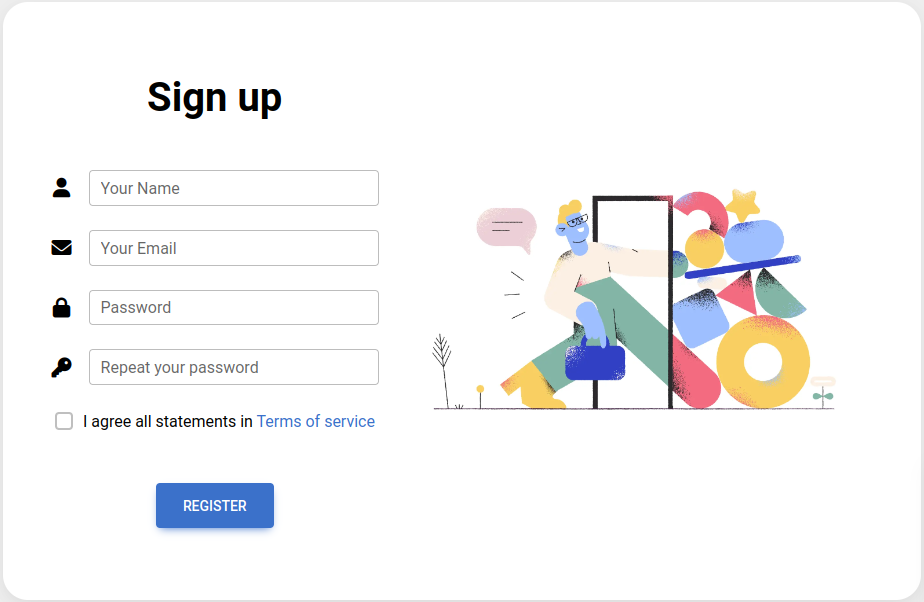 Sign up
Your Name
Your Email
Password
Repeat your password
I agree all statements in Terms of service
REGISTER